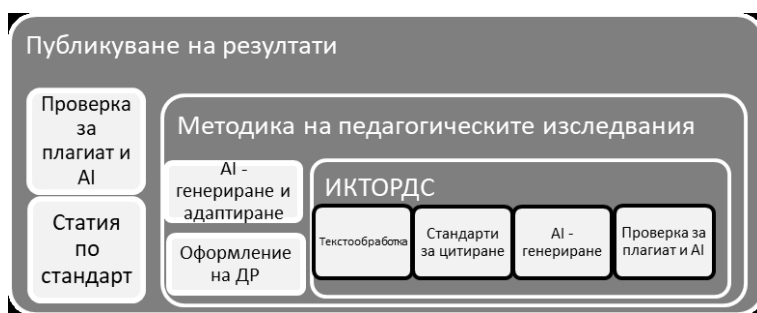 Публикуване на резултати
Проверка
за
плагиат и
AI
Статия
по
стандарт
Методика на педагогическите изследвания
AI -
генериране и
адаптиране
Оформление
на ДР
ИКТОРДС
Текстообработка
Стандарти
за цитиране
AI -
генериране
Проверка за
плагиат и AI